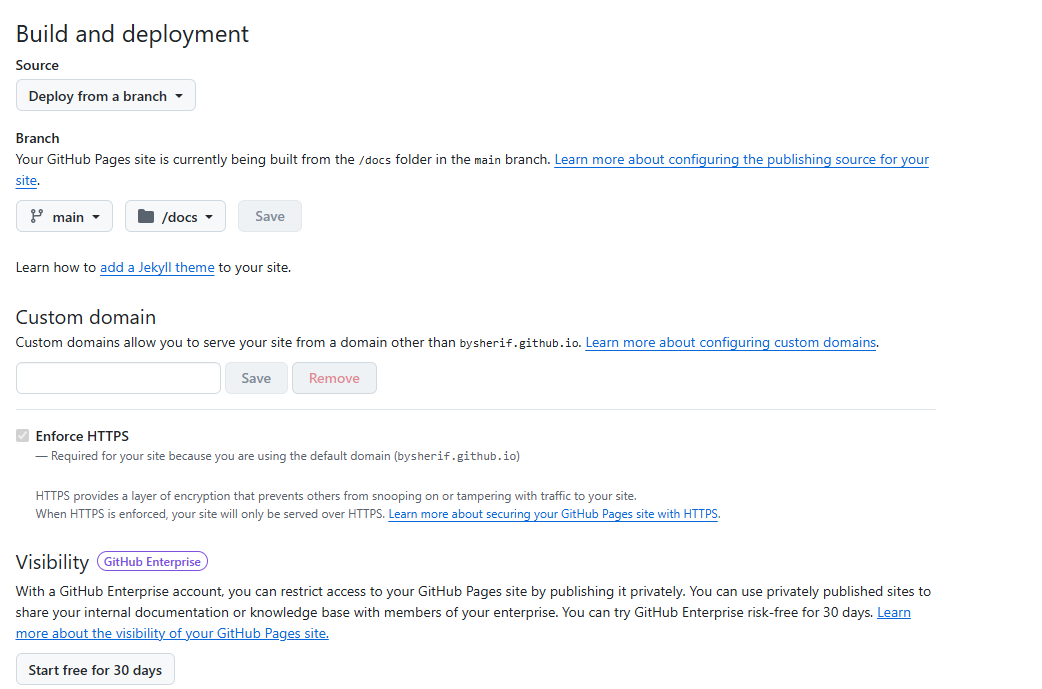 Build and deployment
Source
Deploy from a branch
Branch
Your GitHub Pages site is currently being built from the /docs folder in the main branch. Learn more about configuring the publishing source for your
site.
main /docs Save
Learn how to add a Jekyll theme to your site.
Custom domain
Custom domains allow you to serve your site from a domain other than bysherif.github.io. Learn more about configuring custom domains.
Save Remove
Enforce HTTPS
— Required for your site because you are using the default domain (bysherif.github.io)
HTTPS provides a layer of encryption that prevents others from snooping on or tampering with traffic to your site.
When HTTPS is enforced, your site will only be served over HTTPS. Learn more about securing your GitHub Pages site with HTTPS.
Visibility GitHub Enterprise
With a GitHub Enterprise account, you can restrict access to your GitHub Pages site by publishing it privately. You can use privately published sites to
share your internal documentation or knowledge base with members of your enterprise. You can try GitHub Enterprise risk-free for 30 days. Learn
more about the visibility of your GitHub Pages site.
Start free for 30 days